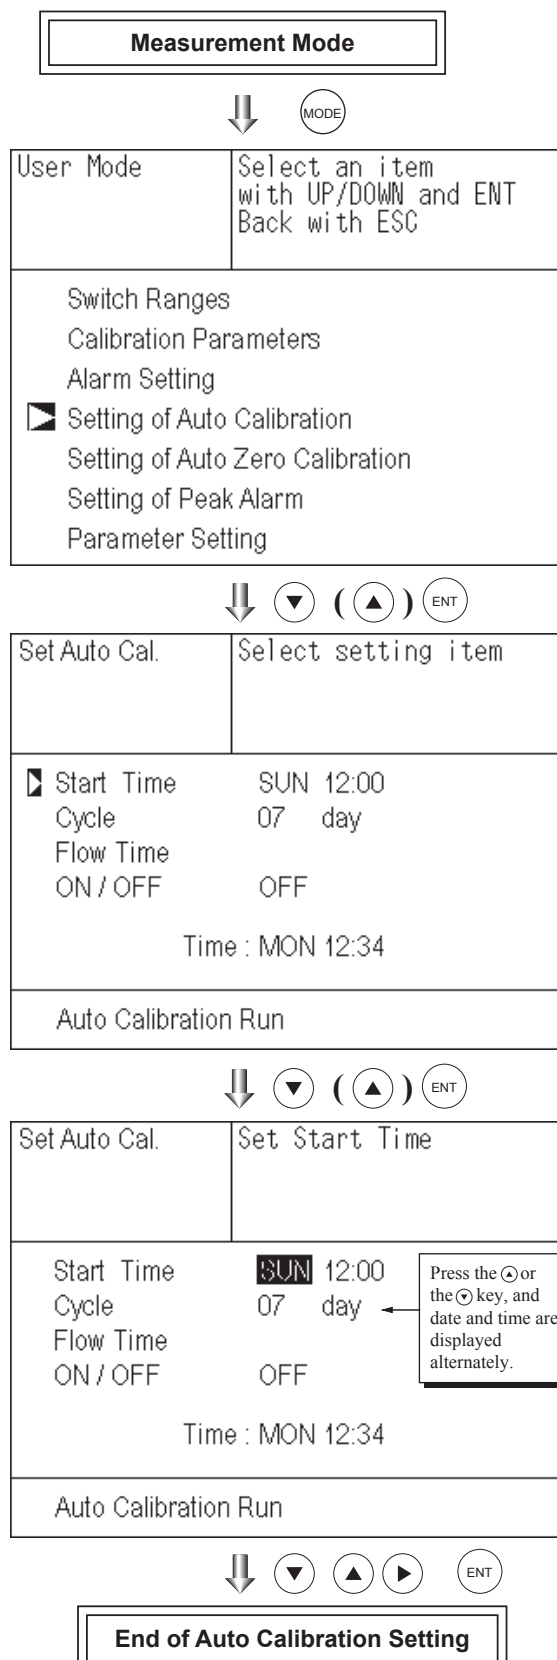 Measurement Mode
MODE
User Mode
Select an item
with UP/DOWN and ENT
Back with ESC
Switch Ranges
Calibration Parameters
Alarm Setting
Setting of Auto Calibration
Setting of Auto Zero Calibration
Setting of Peak Alarm
Parameter Setting
( ) ENT
Set Auto Cal.
Select setting item
Start Time SUN 12:00
Cycle 07 day
Flow Time
ON / OFF OFF
Time : MON 12:34
Auto Calibration Run
( ) ENT
Set Auto Cal.
Set Start Time
Start Time SUN 12:00
Cycle 07 day
Flow Time
ON / OFF OFF
Press the ▲ or
the ▼ key, and
date and time are
displayed
alternately.
Time : MON 12:34
Auto Calibration Run
ENT
End of Auto Calibration Setting